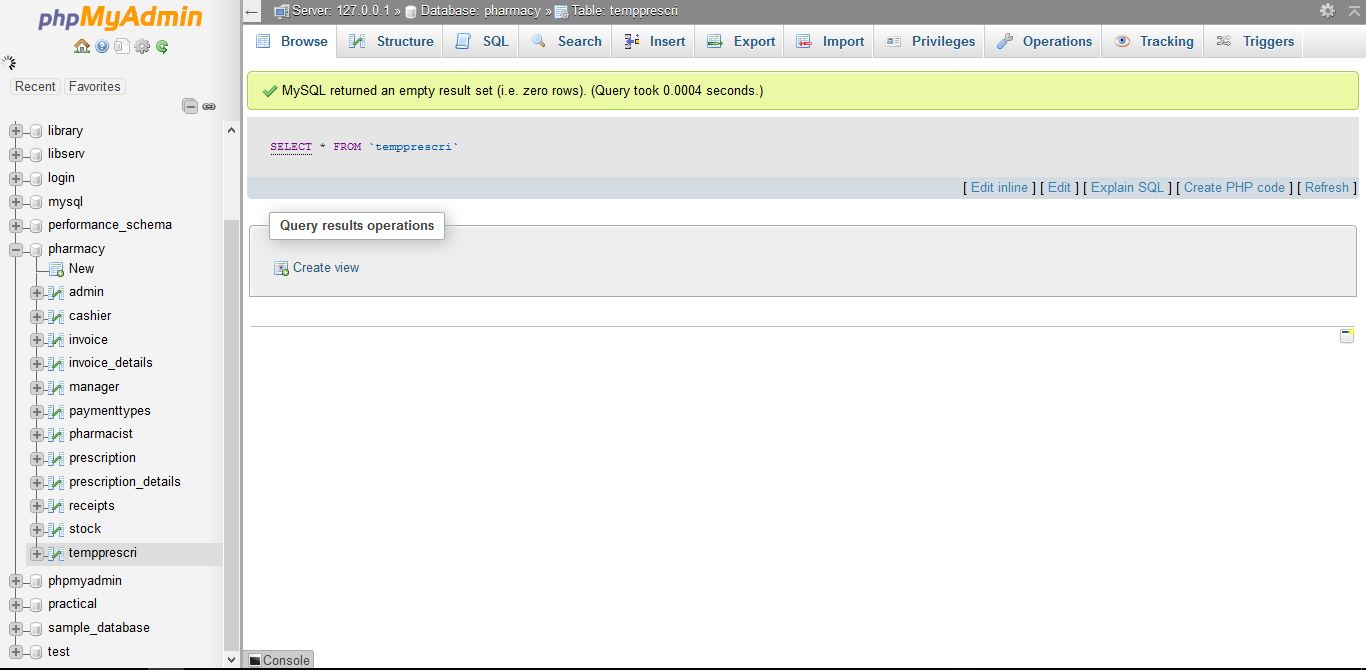 phpMyAdmin
Recent Favorites
library
libserv
login
mysql
performance_schema
pharmacy
New
admin
cashier
invoice
invoice_details
manager
paymenttypes
pharmacist
prescription
prescription_details
receipts
stock
tempprescri
phpmyadmin
practical
sample_database
test
Server: 127.0.0.1 » Database: pharmacy » Table: tempprescri
Browse Structure SQL Search Insert Export Import Privileges Operations Tracking Triggers
MySQL returned an empty result set (i.e. zero rows). (Query took 0.0004 seconds.)
SELECT * FROM `tempprescri`
[ Edit inline ] [ Edit ] [ Explain SQL ] [ Create PHP code ] [ Refresh ]
Query results operations
Create view
Console